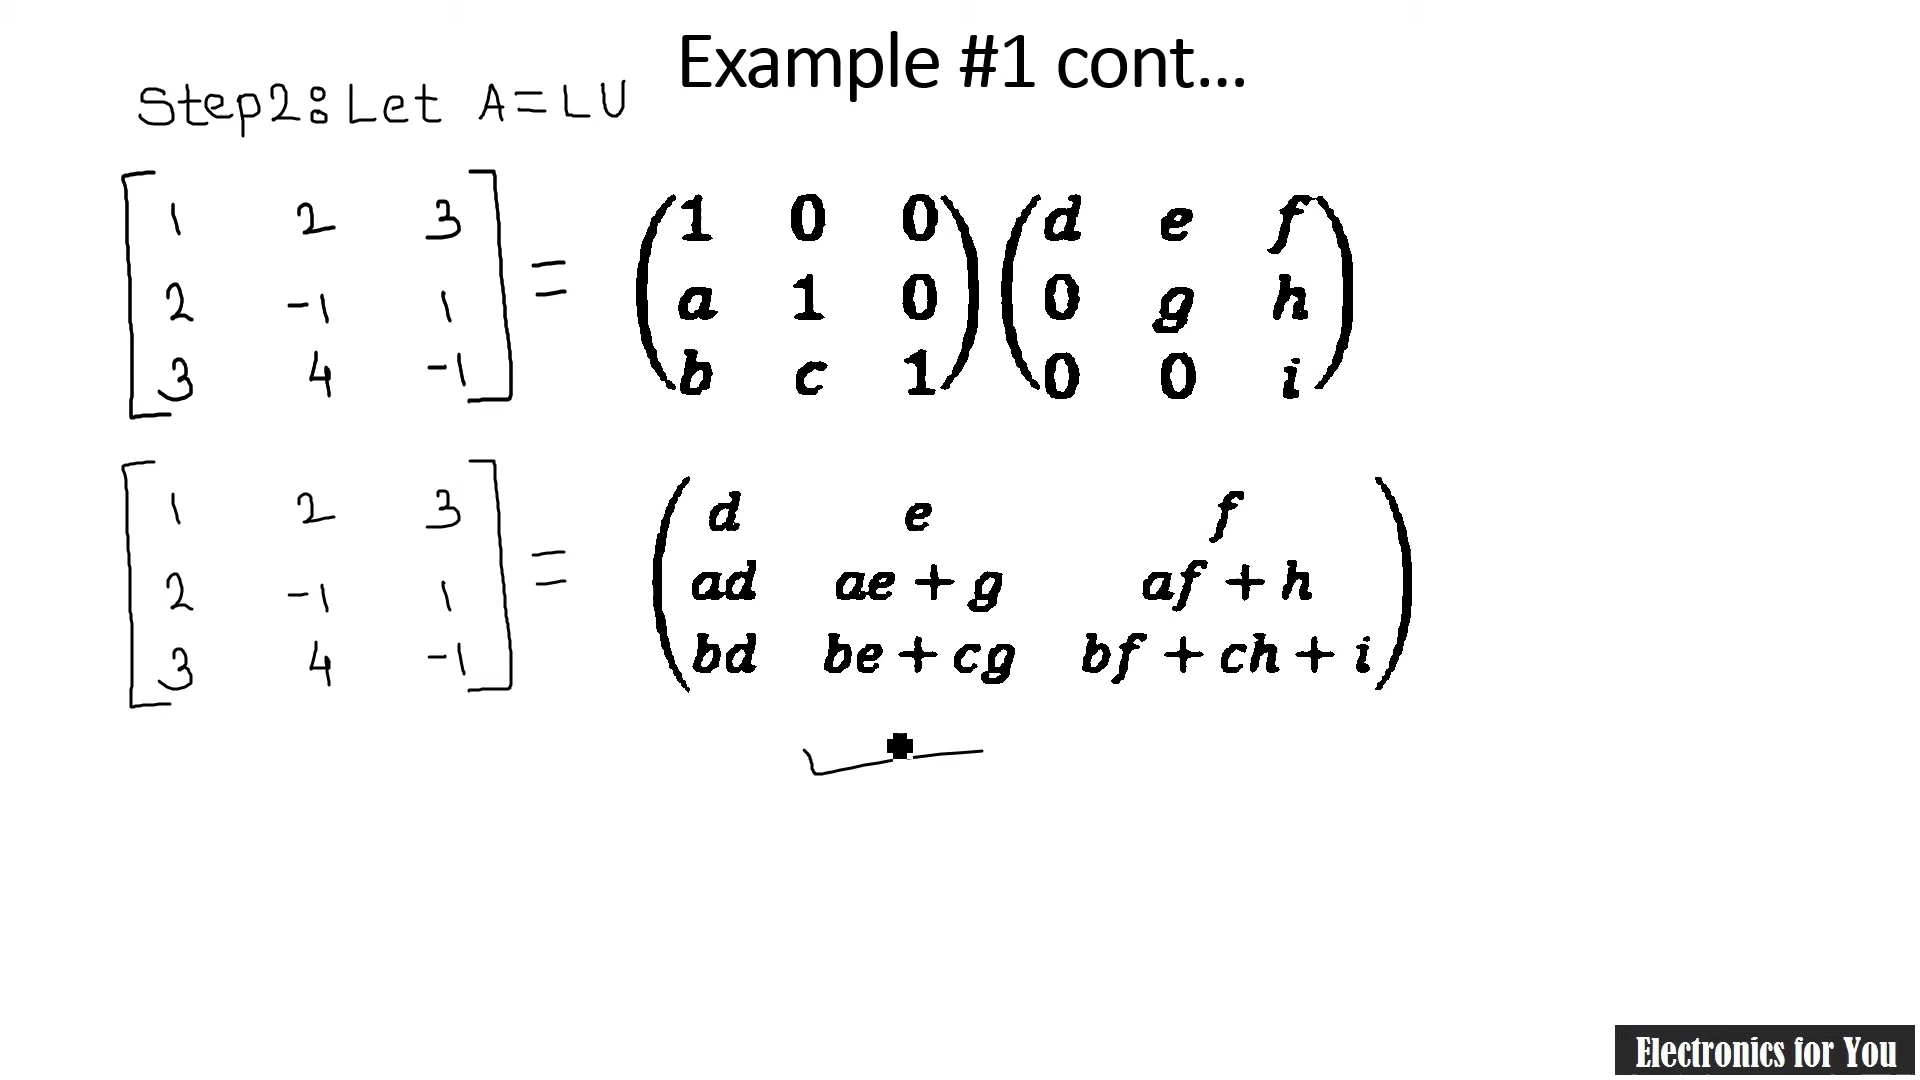 Example #1 cont...
Step2: Let A=LU
1 2 3
2 -1 1
3 4 -1
=
1 0 0
a 1 0
b c 1
d e f
0 g h
0 0 i
1 2 3
2 -1 1
3 4 -1
=
d e f
ad ae + g af + h
bd be + cg bf + ch + i
Electronics for You